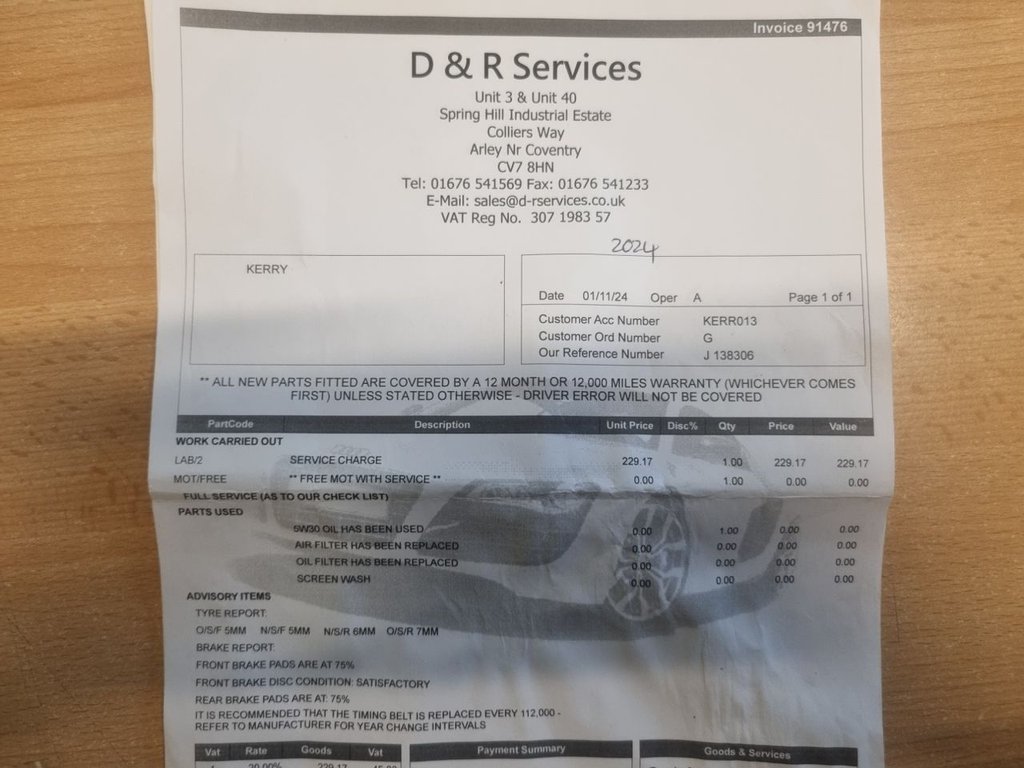 Invoice 91476
D & R Services
Unit 3 & Unit 40
Spring Hill Industrial Estate
Colliers Way
Arley Nr Coventry
CV7 8HN
Tel: 01676 541569 Fax: 01676 541233
E-Mail: sales@d-rservices.co.uk
VAT Reg No. 307 1983 57
2024
KERRY
Date 01/11/24 Oper A Page 1 of 1
Customer Acc Number KERR013
Customer Ord Number G
Our Reference Number J 138306
** ALL NEW PARTS FITTED ARE COVERED BY A 12 MONTH OR 12,000 MILES WARRANTY (WHICHEVER COMES
FIRST) UNLESS STATED OTHERWISE - DRIVER ERROR WILL NOT BE COVERED
PartCode Description Unit Price Disc% Qty Price Value
WORK CARRIED OUT
LAB/2 SERVICE CHARGE 229.17 1.00 229.17 229.17
MOT/FREE ** FREE MOT WITH SERVICE ** 0.00 1.00 0.00 0.00
FULL SERVICE (AS TO OUR CHECK LIST)
PARTS USED
5W30 OIL HAS BEEN USED 0.00 1.00 0.00 0.00
AIR FILTER HAS BEEN REPLACED 0.00 0.00 0.00 0.00
OIL FILTER HAS BEEN REPLACED 0.00 0.00 0.00 0.00
SCREEN WASH 0.00 0.00 0.00 0.00
ADVISORY ITEMS
TYRE REPORT:
O/S/F 5MM N/S/F 5MM N/S/R 6MM O/S/R 7MM
BRAKE REPORT:
FRONT BRAKE PADS ARE AT 75%
FRONT BRAKE DISC CONDITION: SATISFACTORY
REAR BRAKE PADS ARE AT: 75%
IT IS RECOMMENDED THAT THE TIMING BELT IS REPLACED EVERY 112,000 -
REFER TO MANUFACTURER FOR YEAR CHANGE INTERVALS
Vat Rate Goods Vat Payment Summary Goods & Services
20.00% 229.17